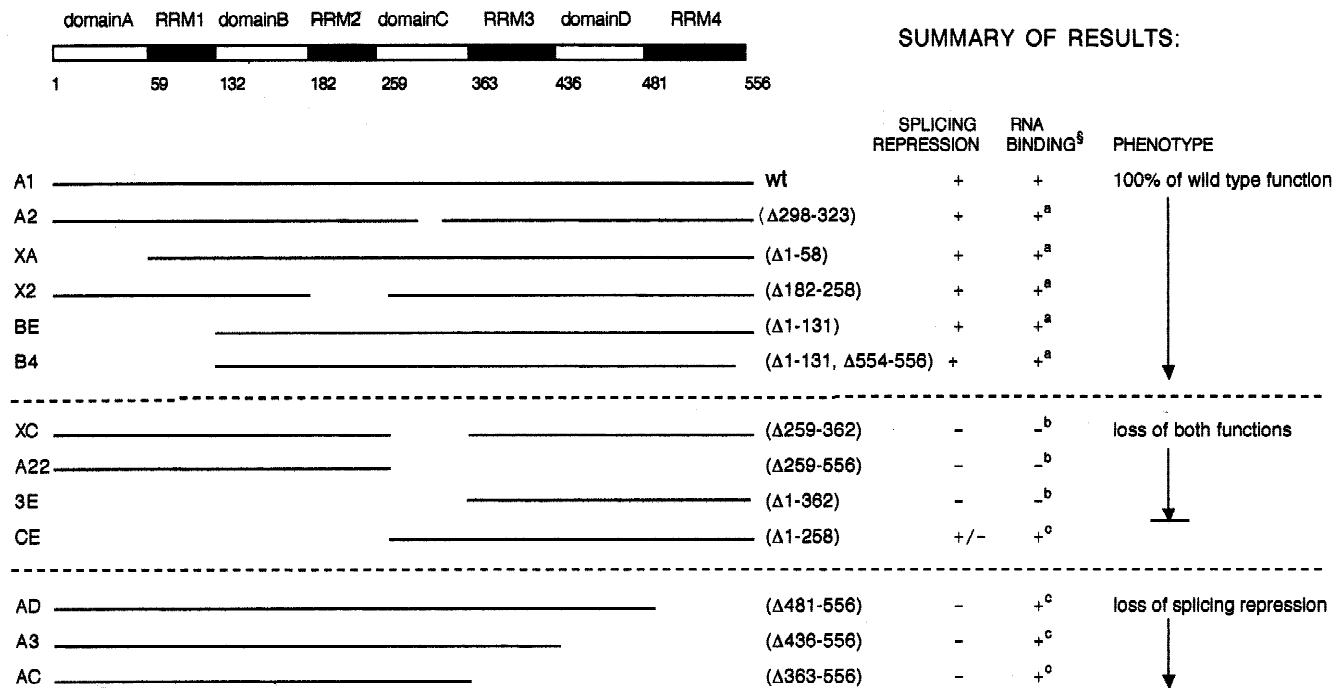 domainA RRM1 domainB RRM2 domainC RRM3 domainD RRM4
SUMMARY OF RESULTS:
1 59 132 182 259 363 436 481 556
SPLICING REPRESSION RNA BINDING§ PHENOTYPE
A1 wt + + 100% of wild type function
A2 (Δ298-323) + +a
XA (Δ1-58) + +a
X2 (Δ182-258) + +a
BE (Δ1-131) + +a
B4 (Δ1-131, Δ554-556) + +a
XC (Δ259-362) – –b loss of both functions
A22 (Δ259-556) – –b
3E (Δ1-362) – –b
CE (Δ1-258) +/- +c
AD (Δ481-556) – +c loss of splicing repression
A3 (Δ436-556) – +c
AC (Δ363-556) – +c